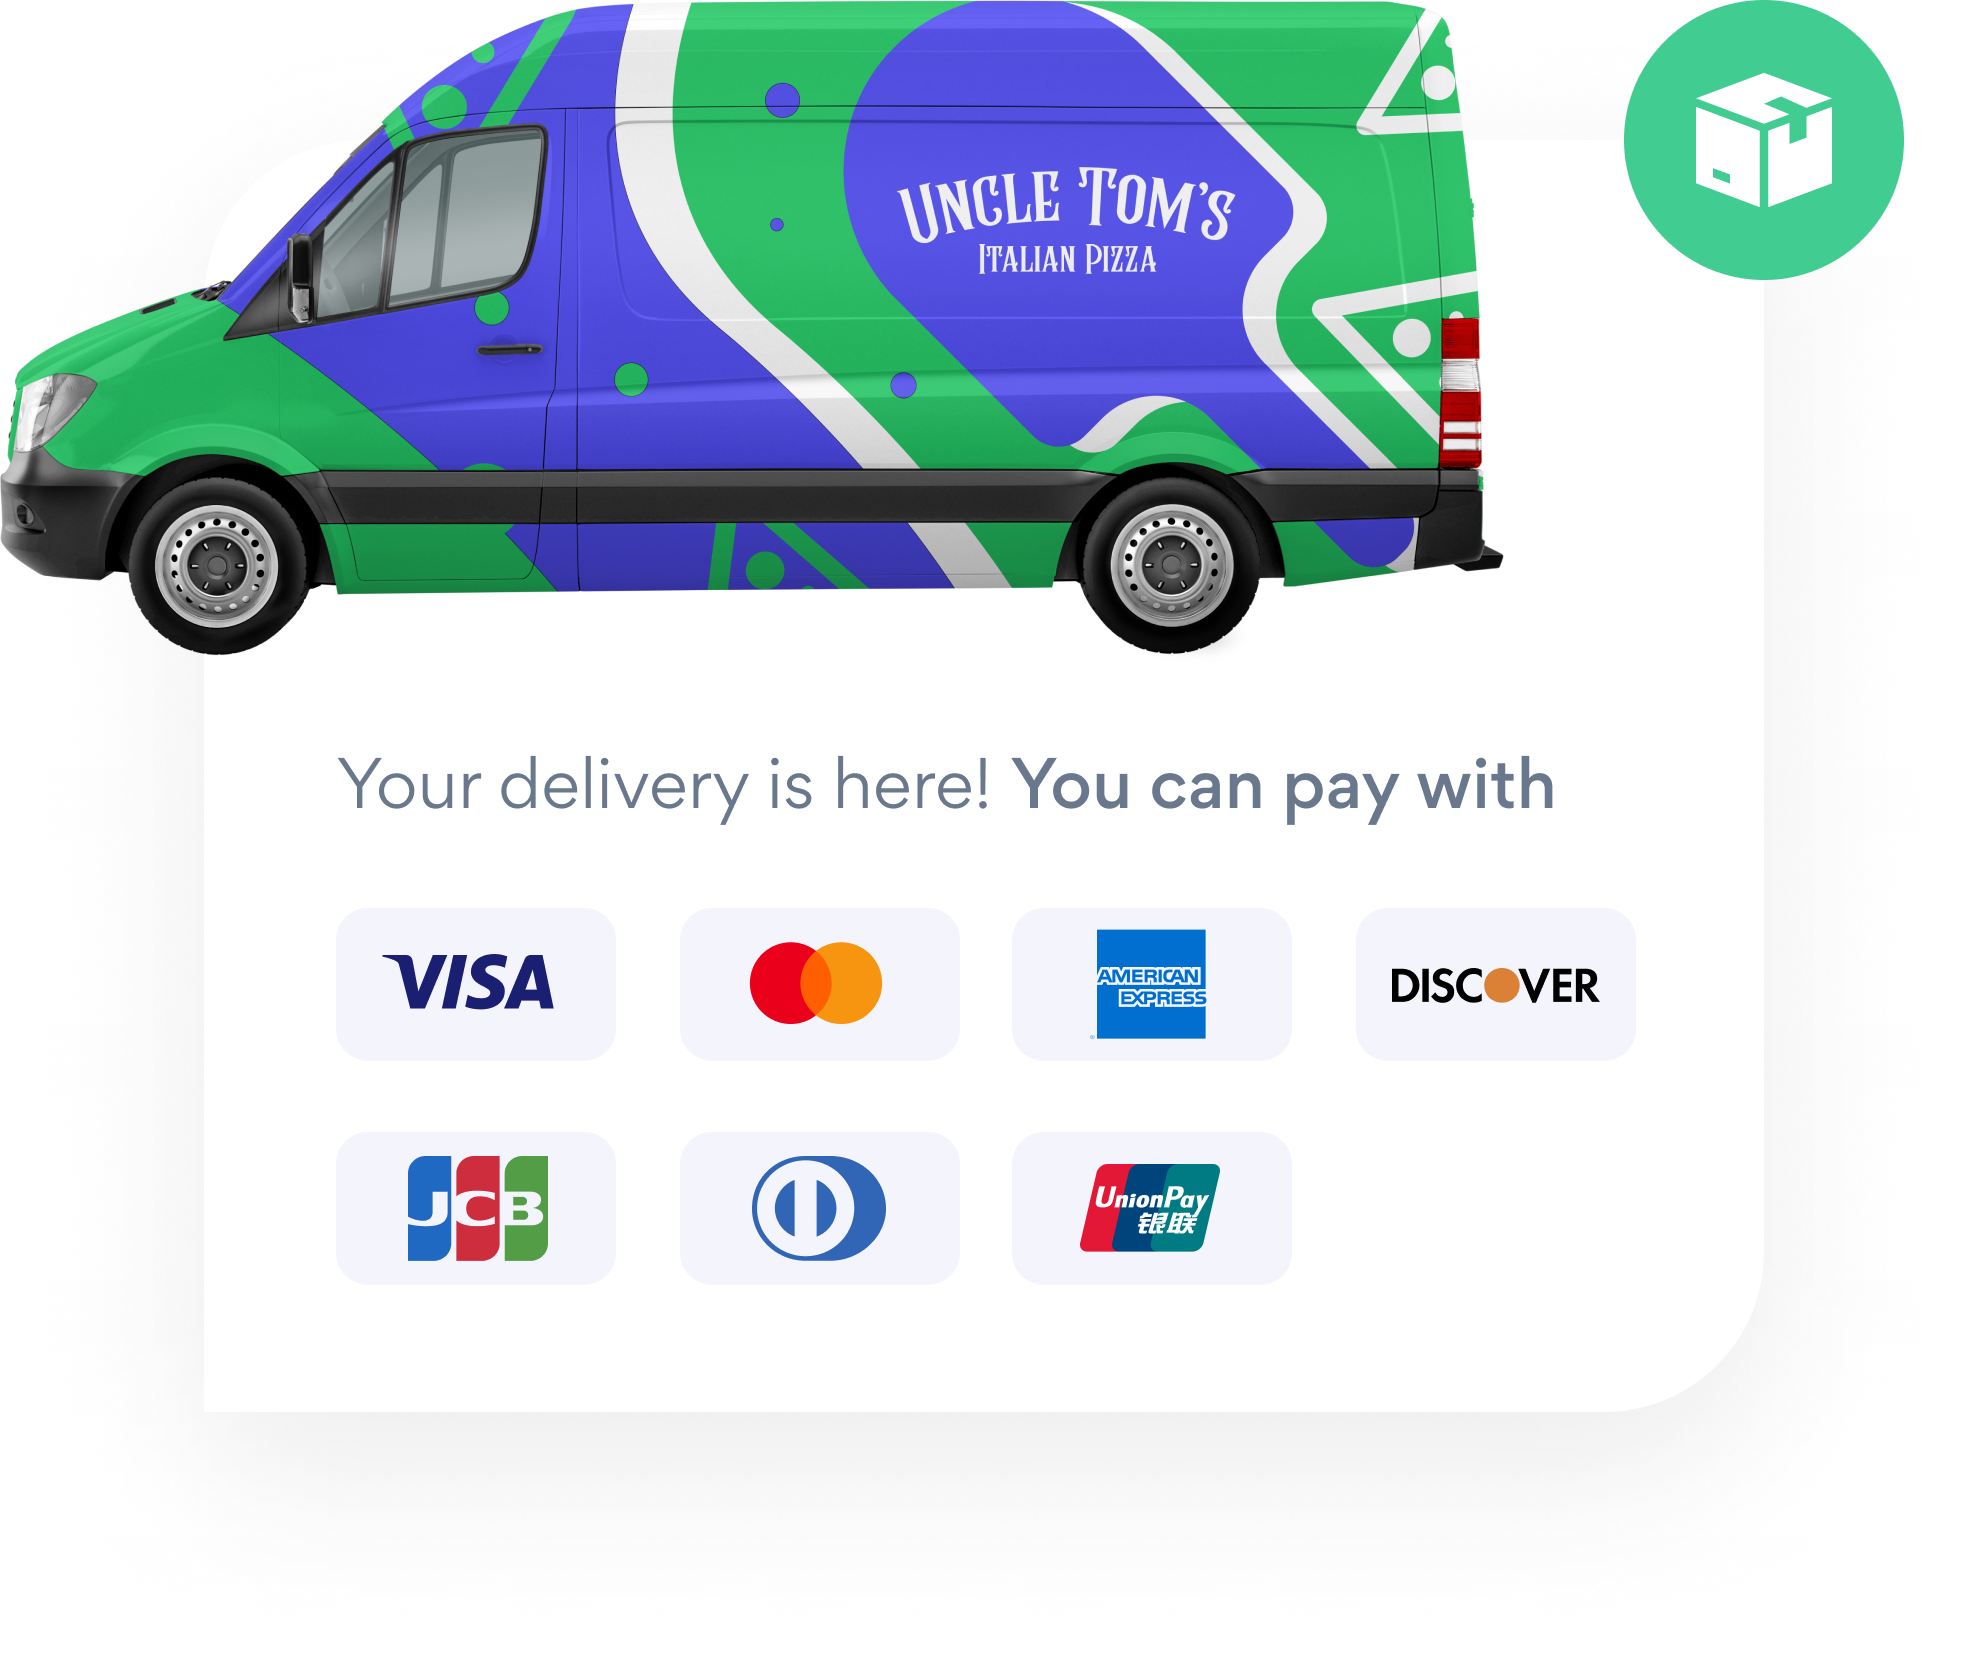 UNCLE TOM'S
ITALIAN PIZZA
Your delivery is here! You can pay with
VISA
AMERICAN
EXPRESS
®
DISCOVER
JCB
UnionPay
银联